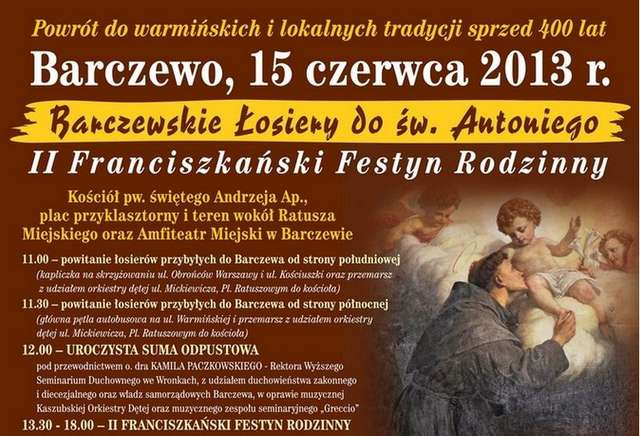 Powrót do warmińskich i lokalnych tradycji sprzed 400 lat
Barczewo, 15 czerwca 2013 r.
Barczewskie Łosiery do św. Antoniego
II Franciszkański Festyn Rodzinny
Kościół pw. świętego Andrzeja Ap.,
plac przyklasztorny i teren wokół Ratusza
Miejskiego oraz Amfiteatr Miejski w Barczewie
11.00 – powitanie łosierów przybyłych do Barczewa od strony południowej
(kapliczka na skrzyżowaniu ul. Obrońców Warszawy i ul. Kościuszki oraz przemarsz
z udziałem orkiestry dętej ul. Mickiewicza, Pl. Ratuszowym do kościoła)
11.30 – powitanie łosierów przybyłych do Barczewa od strony północnej
(główna pętla autobusowa na ul. Warmińskiej i przemarsz z udziałem orkiestry
dętej ul. Mickiewicza, Pl. Ratuszowym do kościoła)
12.00 – UROCZYSTA SUMA ODPUSTOWA
pod przewodnictwem o. dra KAMILA PACZKOWSKIEGO - Rektora Wyższego
Seminarium Duchownego we Wronkach, z udziałem duchowieństwa zakonnego
i diecezjalnego oraz władz samorządowych Barczewa, w oprawie muzycznej
Kaszubskiej Orkiestry Dętej oraz muzycznego zespołu seminaryjnego „Greccio”
13.30 - 18.00 – II FRANCISZKAŃSKI FESTYN RODZINNY